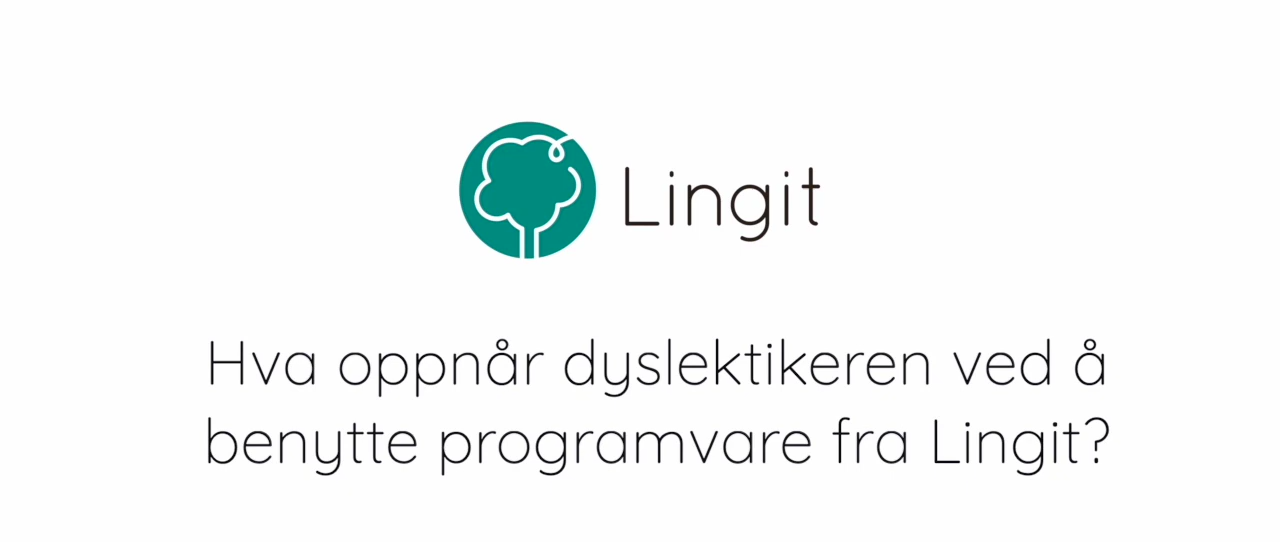 Lingit
Hva oppnår dyslektikeren ved å
benytte programvare fra Lingit?